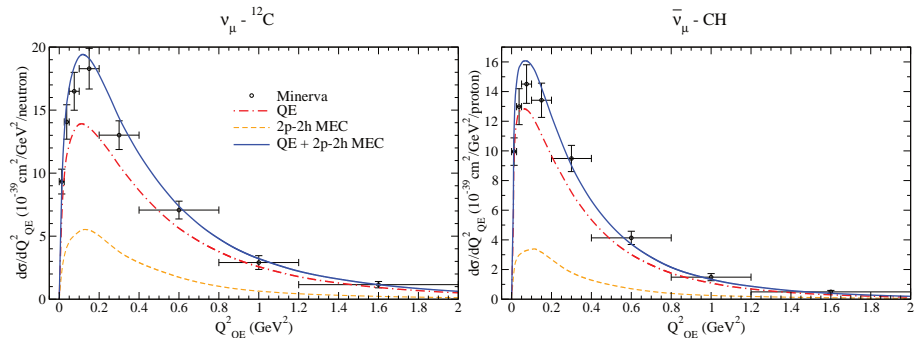 ν_μ - ¹²C
dσ/dQ²_QE (10⁻³⁹ cm²/GeV²/neutron)
20
15
10
5
0
Minerva
QE
2p-2h MEC
QE + 2p-2h MEC
0 0.2 0.4 0.6 0.8 1 1.2 1.4 1.6 1.8 2
Q²_QE (GeV²)
ν̅_μ - CH
dσ/dQ²_QE (10⁻³⁹ cm²/GeV²/proton)
16
14
12
10
8
6
4
2
0
0 0.2 0.4 0.6 0.8 1 1.2 1.4 1.6 1.8 2
Q²_QE (GeV²)